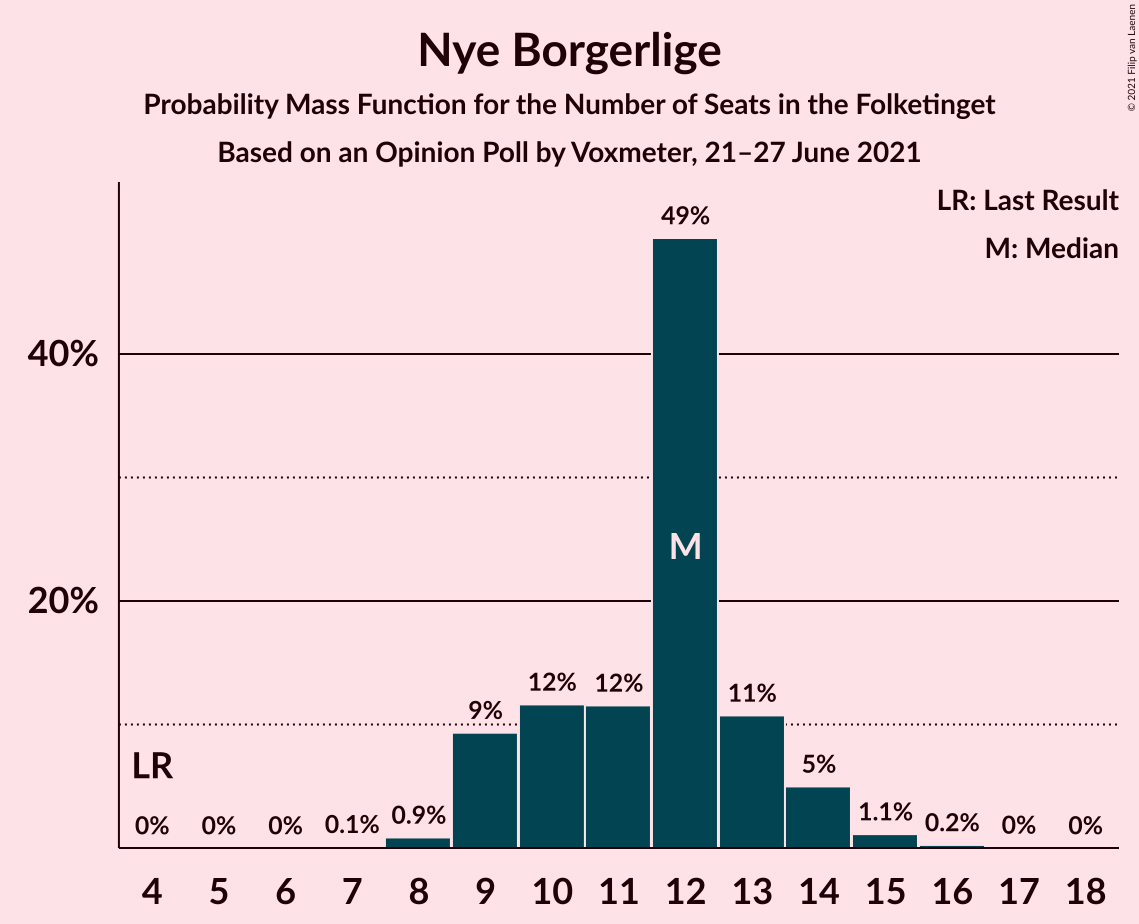 Nye Borgerlige
Probability Mass Function for the Number of Seats in the Folketinget
Based on an Opinion Poll by Voxmeter, 21–27 June 2021
© 2021 Filip van Laenen
LR: Last Result
M: Median
49%
40%
M
20%
12%
12%
11%
9%
LR
5%
0%
0%
0%
0.1%
0.9%
1.1%
0.2%
0%
0%
4 5 6 7 8 9 10 11 12 13 14 15 16 17 18